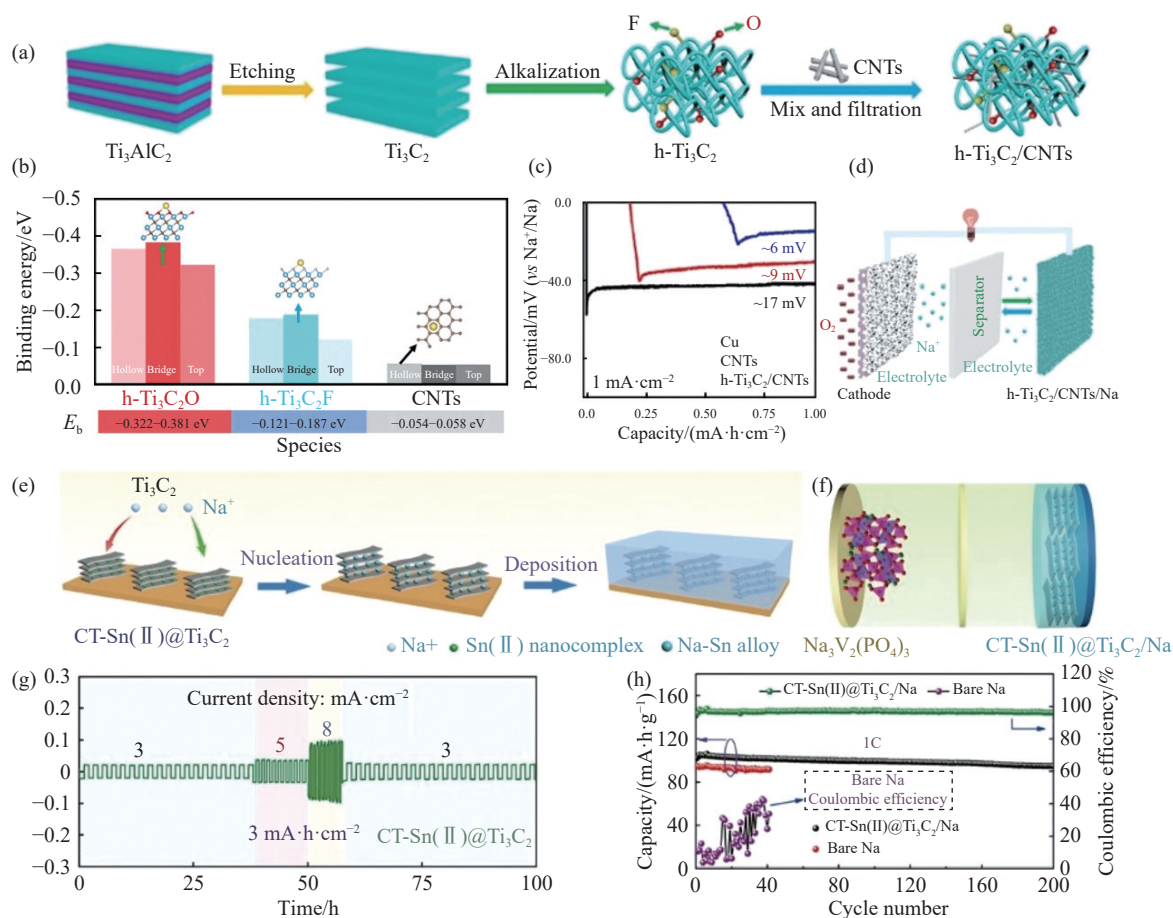 (a)
F
O
Etching
Alkalization
CNTs
Mix and filtration
Ti₃AlC₂
Ti₃C₂
h-Ti₃C₂
h-Ti₃C₂/CNTs
(b)
Binding energy/eV
−0.5
−0.4
−0.3
−0.2
−0.1
0.0
Hollow Bridge Top
Hollow Bridge Top
Hollow Bridge Top
h-Ti₃C₂O
h-Ti₃C₂F
CNTs
E_b
−0.322−0.381 eV
−0.121−0.187 eV
−0.054−0.058 eV
Species
(c)
Potential/mV (vs Na⁺/Na)
0.0
−40.0
−80.0
~6 mV
~9 mV
~17 mV
Cu
CNTs
h-Ti₃C₂/CNTs
1 mA·cm⁻²
0.0 0.25 0.50 0.75 1.00
Capacity/(mA·h·cm⁻²)
(d)
O₂
Na⁺
Separator
Electrolyte
Electrolyte
Cathode
h-Ti₃C₂/CNTs/Na
(e)
Ti₃C₂
Na⁺
Nucleation
Deposition
CT-Sn(Ⅱ)@Ti₃C₂
Na+
Sn(Ⅱ) nanocomplex
Na-Sn alloy
(f)
Na₃V₂(PO₄)₃
CT-Sn(Ⅱ)@Ti₃C₂/Na
(g)
0.3
0.2
0.1
0
−0.1
−0.2
−0.3
Current density: mA·cm⁻²
3
5
8
3
3 mA·h·cm⁻²
CT-Sn(Ⅱ)@Ti₃C₂
0 20 40 60 80 100
Time/h
(h)
Capacity/(mA·h·g⁻¹)
160
120
80
40
0
CT-Sn(II)@Ti₃C₂/Na
Bare Na
1C
Bare Na
Coulombic efficiency
CT-Sn(II)@Ti₃C₂/Na
Bare Na
120
100
80
60
40
20
0
Coulombic efficiency/%
0 40 80 120 160 200
Cycle number